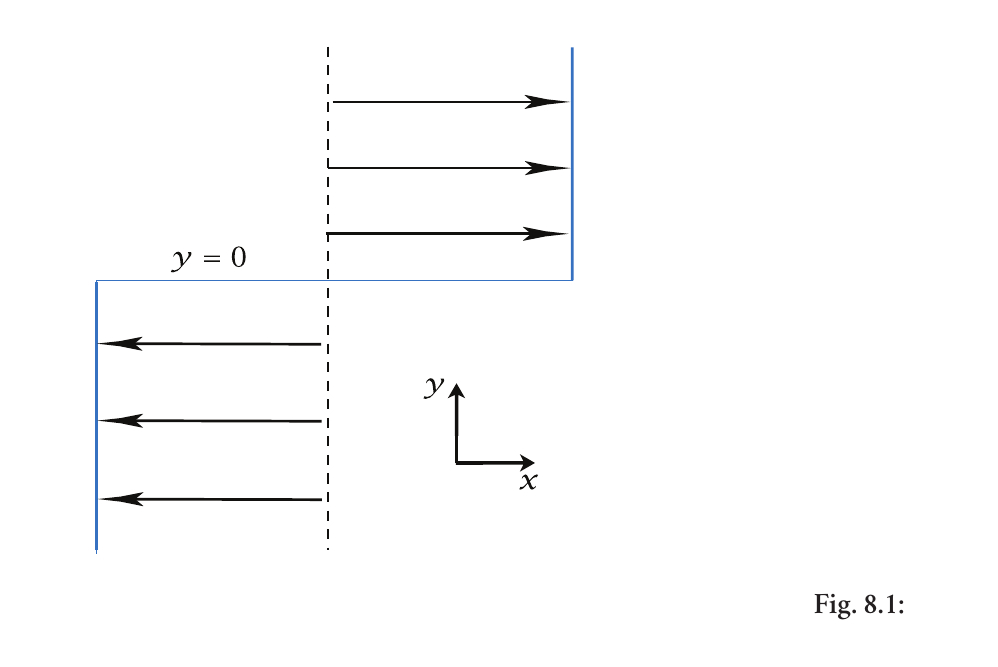 y = 0
y
x
Fig. 8.1: